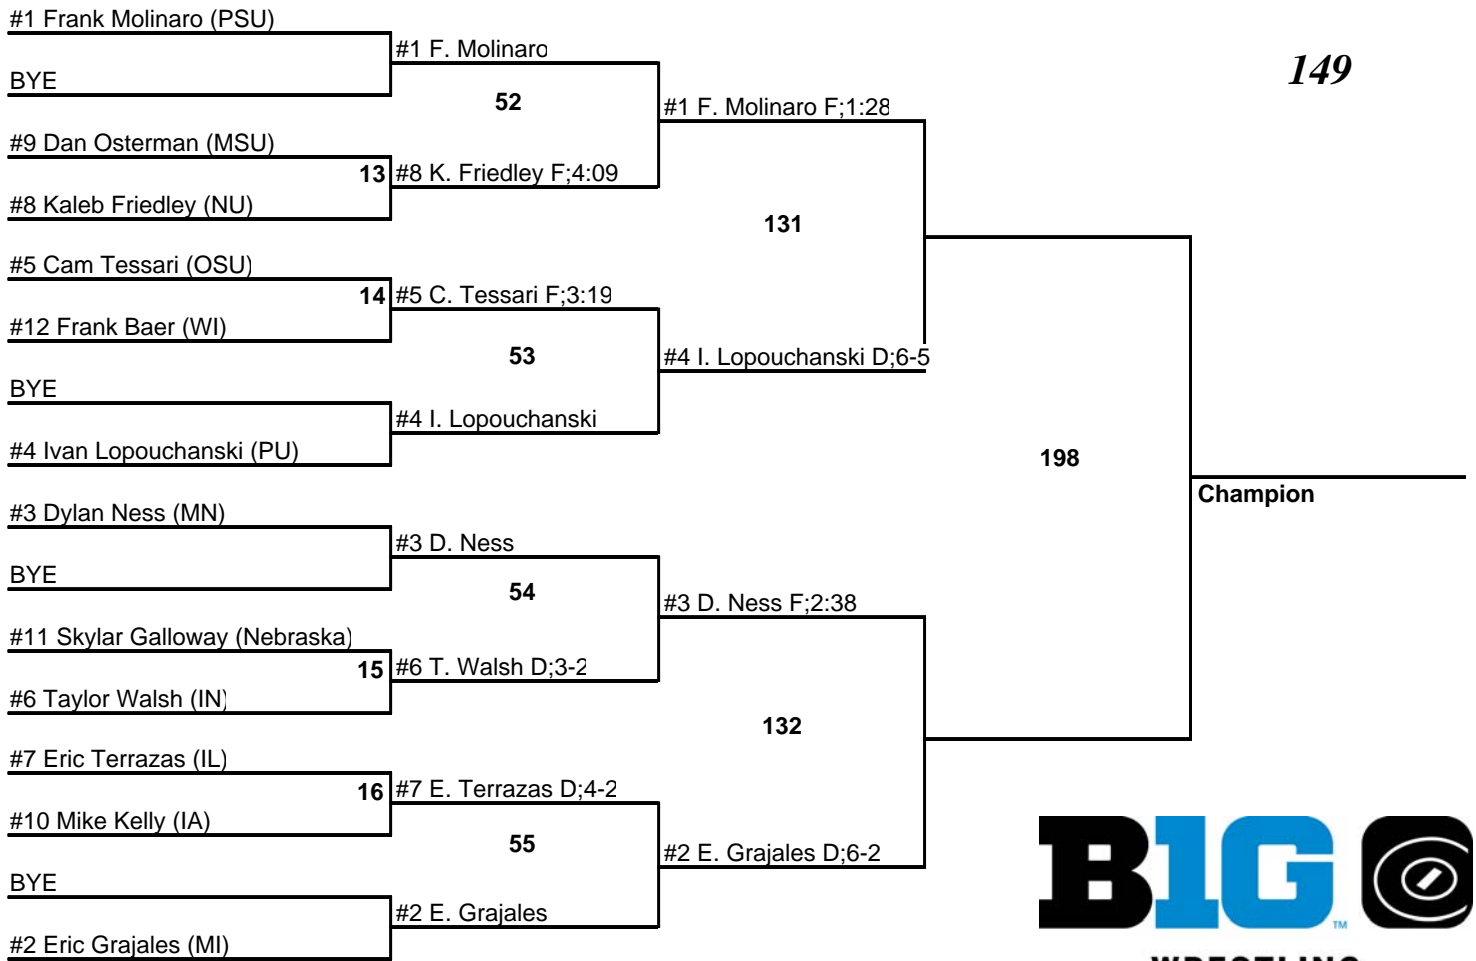 #1 Frank Molinaro (PSU)
#1 F. Molinaro
149
BYE
52
#1 F. Molinaro F;1:28
#9 Dan Osterman (MSU)
13 #8 K. Friedley F;4:09
#8 Kaleb Friedley (NU)
131
#5 Cam Tessari (OSU)
14 #5 C. Tessari F;3:19
#12 Frank Baer (WI)
53
#4 I. Lopouchanski D;6-5
BYE
#4 I. Lopouchanski
#4 Ivan Lopouchanski (PU)
198
Champion
#3 Dylan Ness (MN)
#3 D. Ness
BYE
54
#3 D. Ness F;2:38
#11 Skylar Galloway (Nebraska)
15 #6 T. Walsh D;3-2
#6 Taylor Walsh (IN)
132
#7 Eric Terrazas (IL)
16 #7 E. Terrazas D;4-2
#10 Mike Kelly (IA)
55
#2 E. Grajales D;6-2
BYE
#2 E. Grajales
#2 Eric Grajales (MI)
B1G
TM
WRESTLING